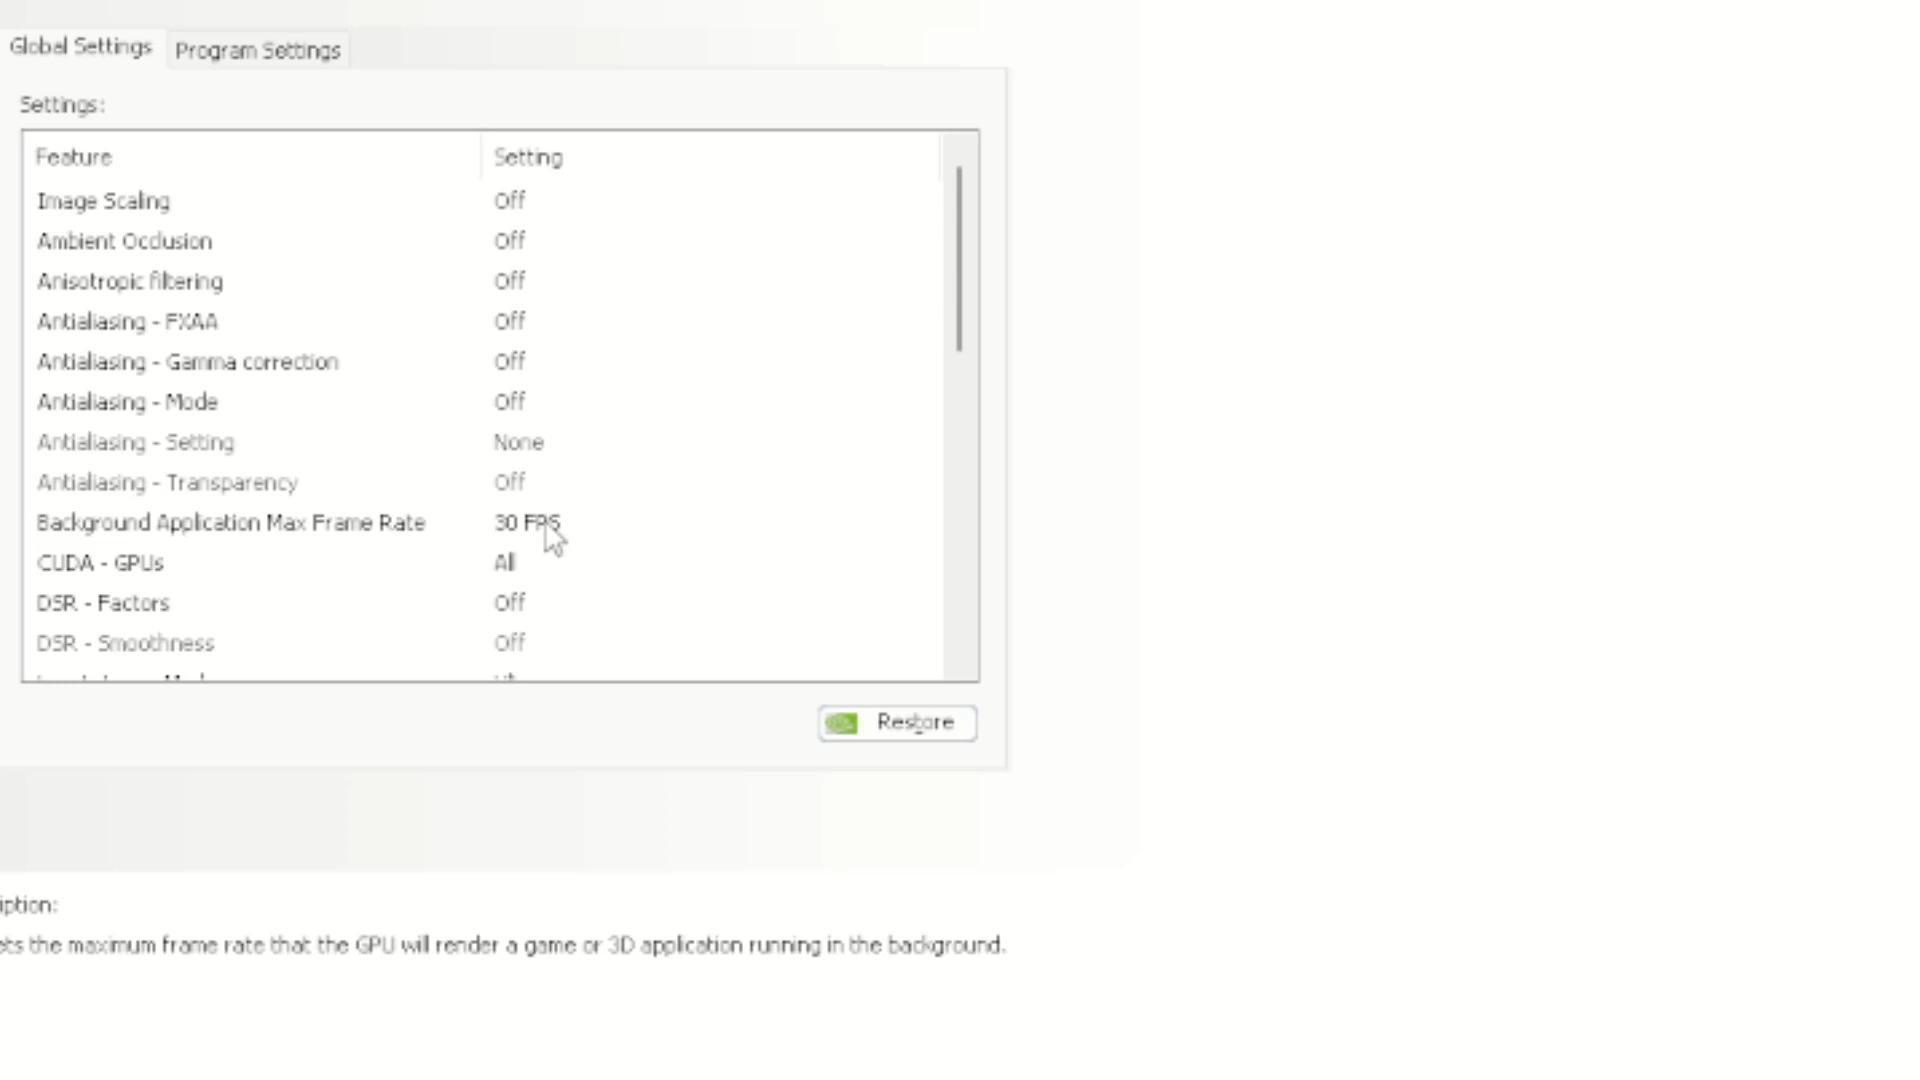 Global Settings
Program Settings
Settings:
Feature Setting
Image Scaling Off
Ambient Occlusion Off
Anisotropic filtering Off
Antialiasing - FXAA Off
Antialiasing - Gamma correction Off
Antialiasing - Mode Off
Antialiasing - Setting None
Antialiasing - Transparency Off
Background Application Max Frame Rate 30 FPS
CUDA - GPUs All
DSR - Factors Off
DSR - Smoothness Off
Restore
iption:
ets the maximum frame rate that the GPU will render a game or 3D application running in the background.